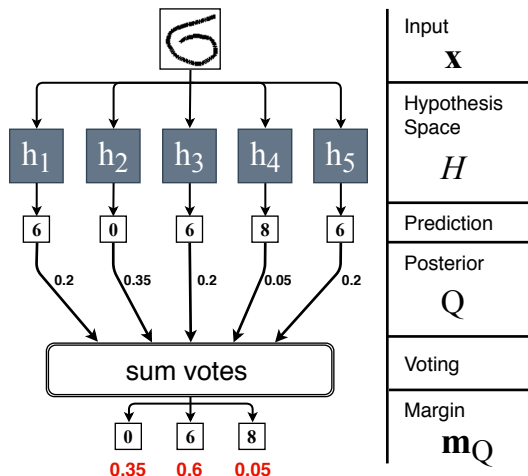 Input
x
h1 h2 h3 h4 h5
Hypothesis
Space
H
6 0 6 8 6
Prediction
0.2 0.35 0.2 0.05 0.2
Posterior
Q
sum votes
Voting
0 6 8
0.35 0.6 0.05
Margin
mQ